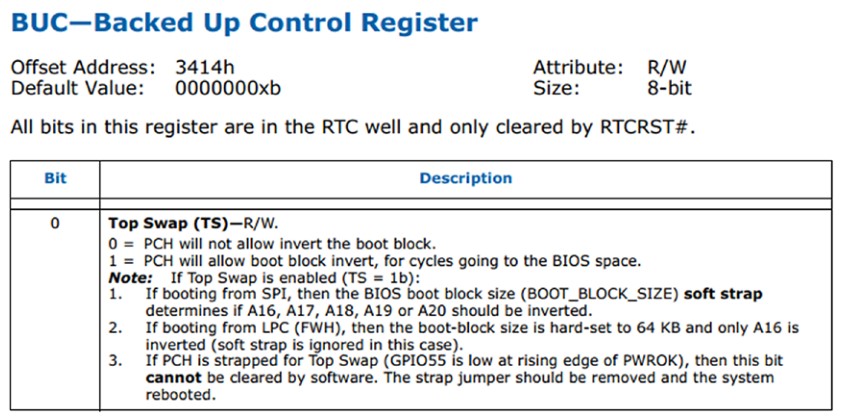 BUC—Backed Up Control Register
Offset Address: 3414h Attribute: R/W
Default Value: 0000000xb Size: 8-bit
All bits in this register are in the RTC well and only cleared by RTCRST#.
Bit Description
0 Top Swap (TS)—R/W.
0 = PCH will not allow invert the boot block.
1 = PCH will allow boot block invert, for cycles going to the BIOS space.
Note: If Top Swap is enabled (TS = 1b):
1. If booting from SPI, then the BIOS boot block size (BOOT_BLOCK_SIZE) soft strap
determines if A16, A17, A18, A19 or A20 should be inverted.
2. If booting from LPC (FWH), then the boot-block size is hard-set to 64 KB and only A16 is
inverted (soft strap is ignored in this case).
3. If PCH is strapped for Top Swap (GPIO55 is low at rising edge of PWROK), then this bit
cannot be cleared by software. The strap jumper should be removed and the system
rebooted.